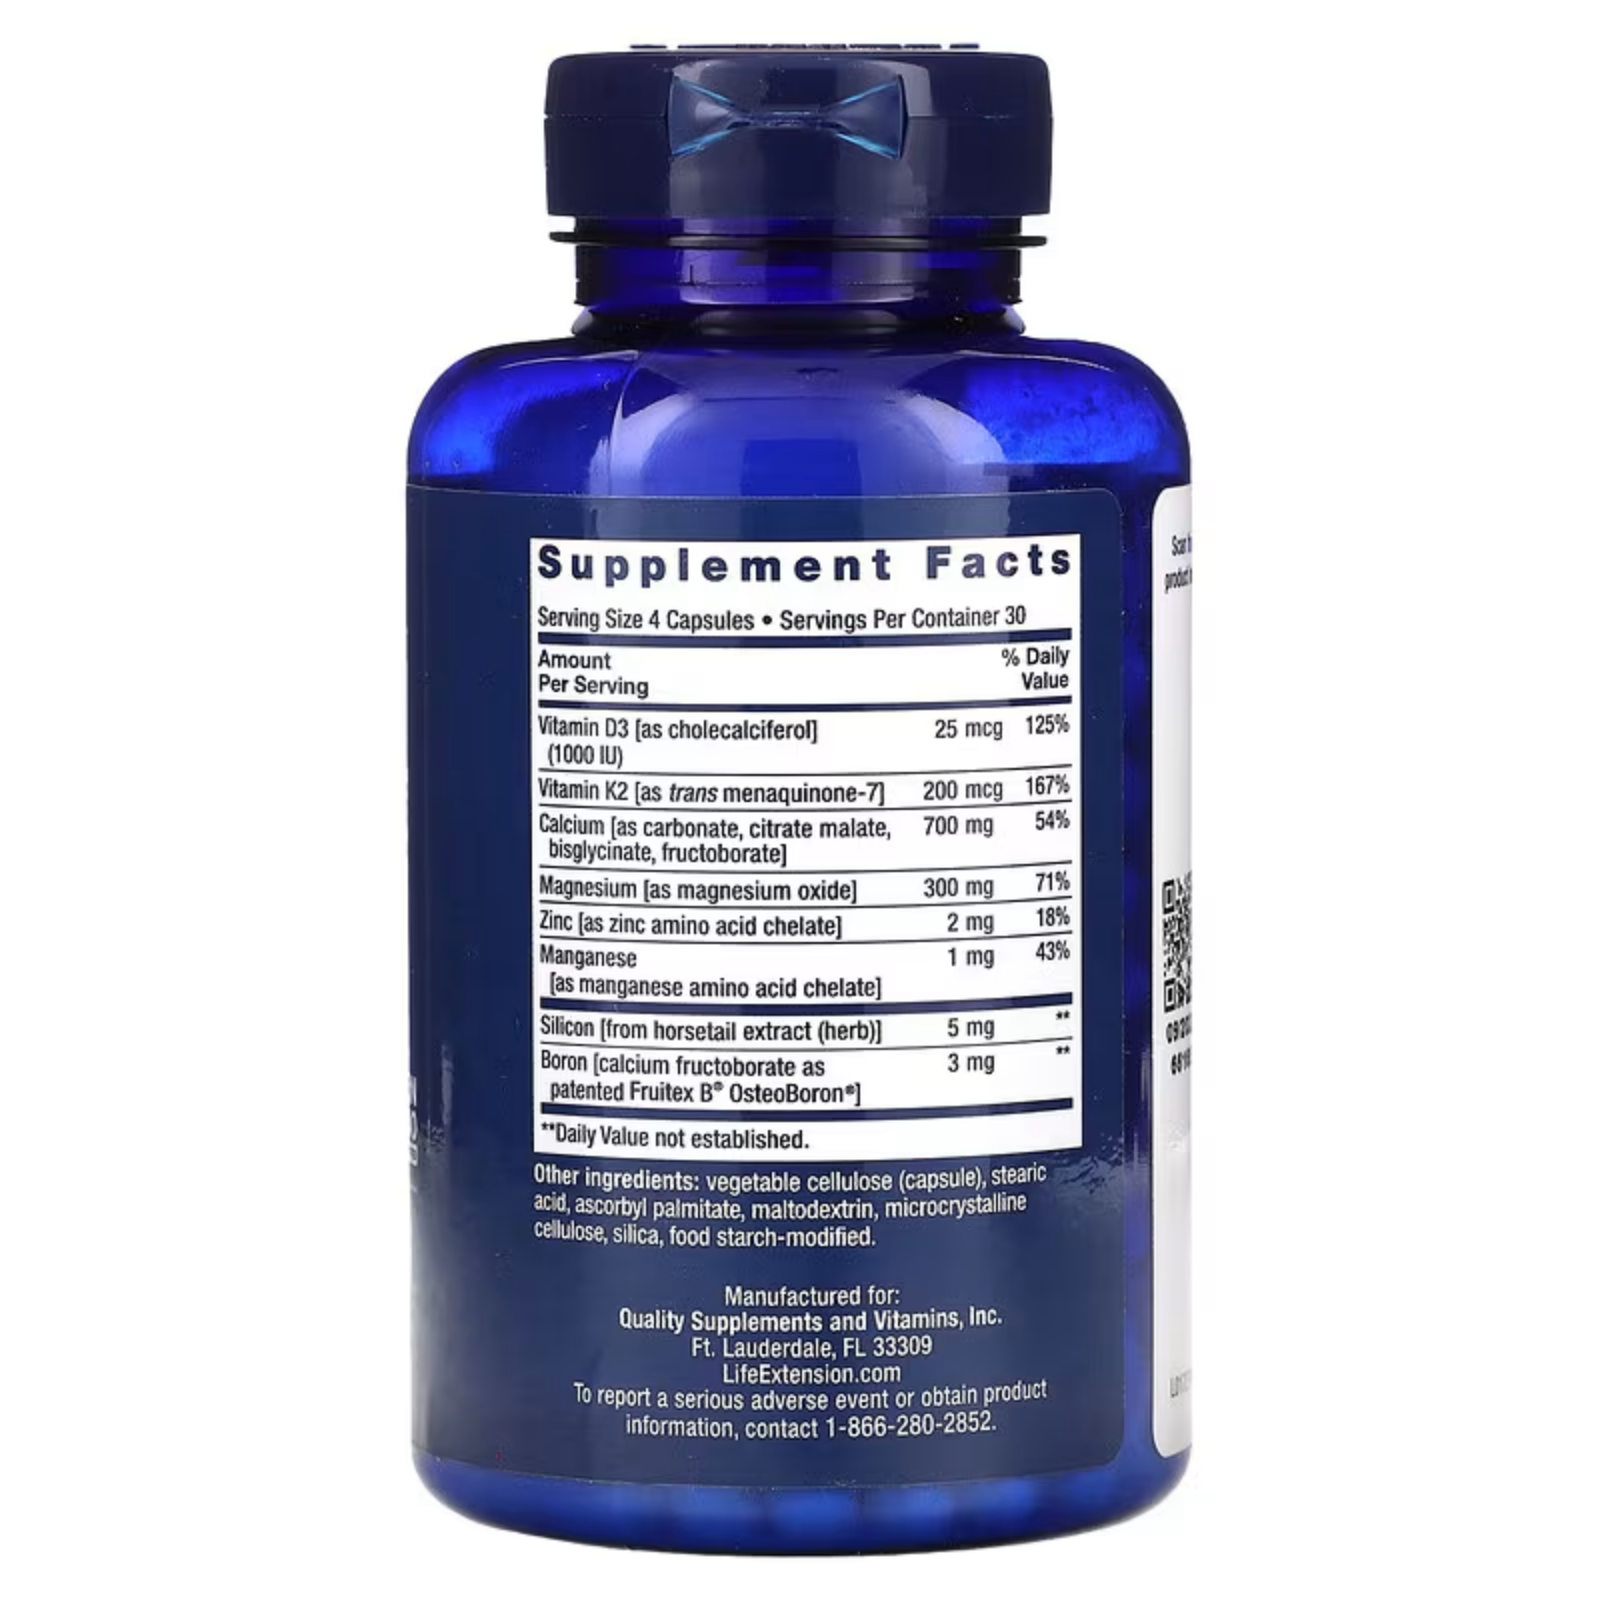 Supplement Facts
Serving Size 4 Capsules • Servings Per Container 30
Amount % Daily
Per Serving Value
Vitamin D3 [as cholecalciferol] 25 mcg 125%
(1000 IU)
Vitamin K2 [as trans menaquinone-7] 200 mcg 167%
Calcium [as carbonate, citrate malate, 700 mg 54%
bisglycinate, fructoborate]
Magnesium [as magnesium oxide] 300 mg 71%
Zinc [as zinc amino acid chelate] 2 mg 18%
Manganese 1 mg 43%
[as manganese amino acid chelate]
Silicon [from horsetail extract (herb)] 5 mg **
Boron [calcium fructoborate as 3 mg **
patented Fruitex B® OsteoBoron®]
**Daily Value not established.
Other ingredients: vegetable cellulose (capsule), stearic
acid, ascorbyl palmitate, maltodextrin, microcrystalline
cellulose, silica, food starch-modified.
Manufactured for:
Quality Supplements and Vitamins, Inc.
Ft. Lauderdale, FL 33309
LifeExtension.com
To report a serious adverse event or obtain product
information, contact 1-866-280-2852.
Scan
product